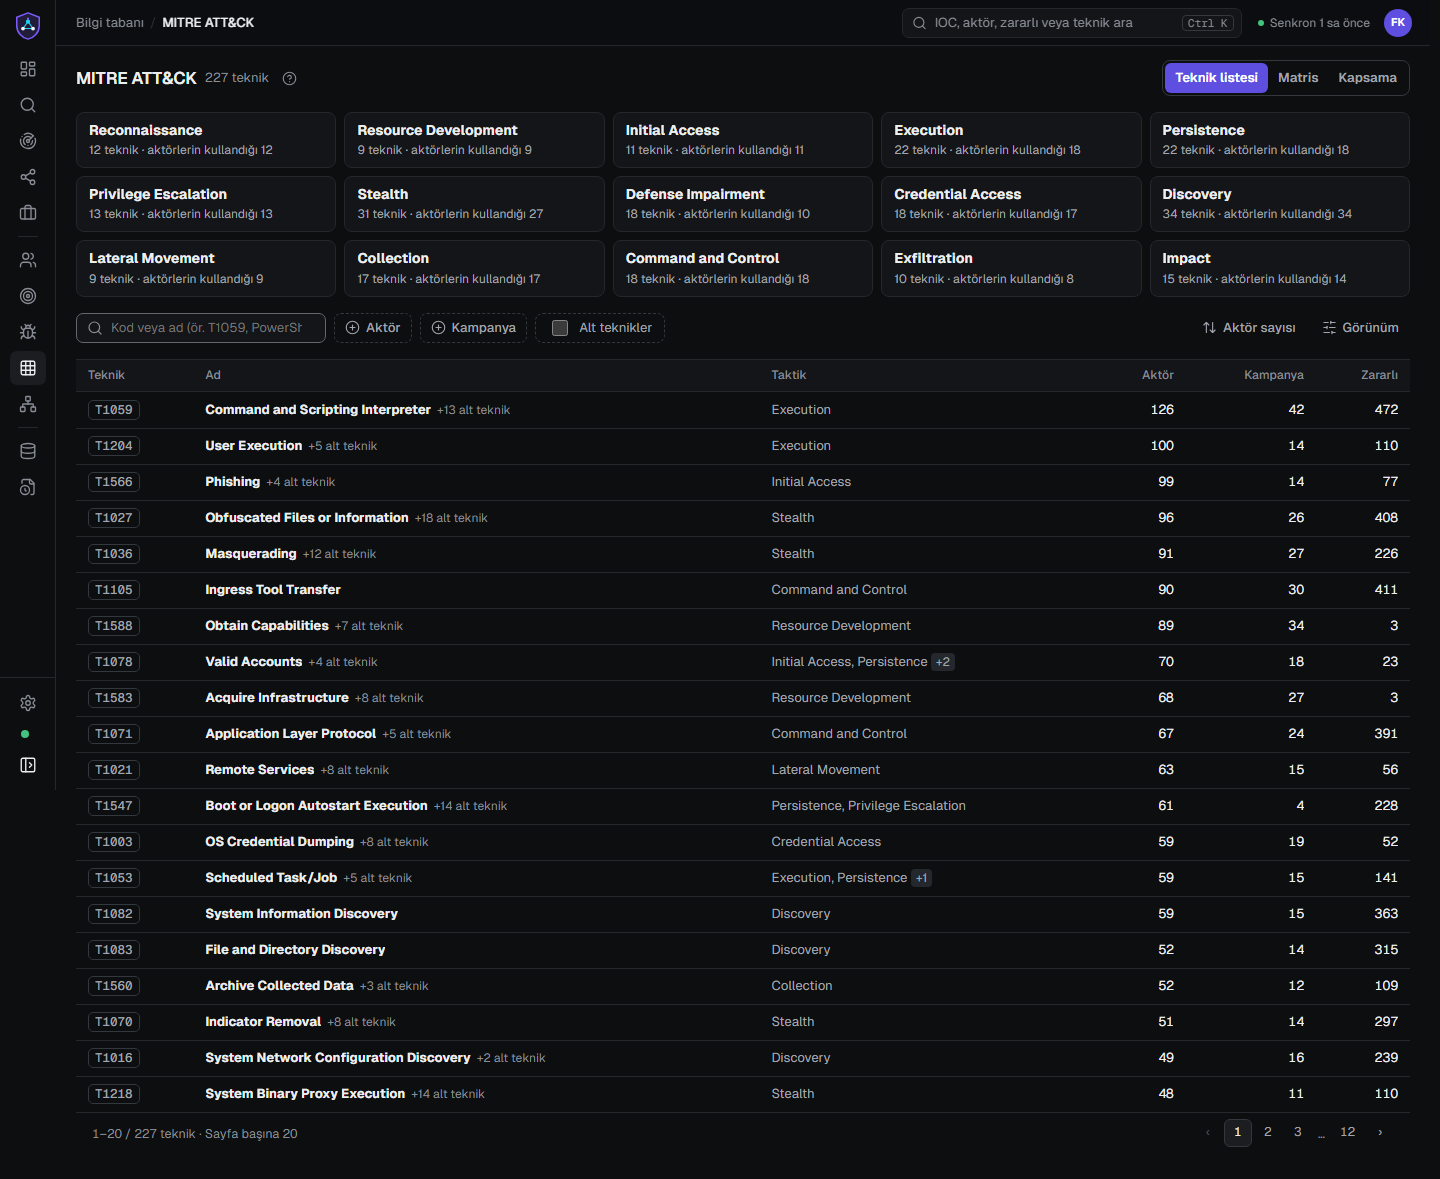 Bilgi tabanı / MITRE ATT&CK
IOC, aktör, zararlı veya teknik ara Ctrl K
Senkron 1 sa önce
FK
MITRE ATT&CK 227 teknik
Teknik listesi Matris Kapsama
Reconnaissance
12 teknik · aktörlerin kullandığı 12
Resource Development
9 teknik · aktörlerin kullandığı 9
Initial Access
11 teknik · aktörlerin kullandığı 11
Execution
22 teknik · aktörlerin kullandığı 18
Persistence
22 teknik · aktörlerin kullandığı 18
Privilege Escalation
13 teknik · aktörlerin kullandığı 13
Stealth
31 teknik · aktörlerin kullandığı 27
Defense Impairment
18 teknik · aktörlerin kullandığı 10
Credential Access
18 teknik · aktörlerin kullandığı 17
Discovery
34 teknik · aktörlerin kullandığı 34
Lateral Movement
9 teknik · aktörlerin kullandığı 9
Collection
17 teknik · aktörlerin kullandığı 17
Command and Control
18 teknik · aktörlerin kullandığı 18
Exfiltration
10 teknik · aktörlerin kullandığı 8
Impact
15 teknik · aktörlerin kullandığı 14
Kod veya ad (ör. T1059, PowerSh
Aktör
Kampanya
Alt teknikler
Aktör sayısı
Görünüm
Teknik Ad Taktik Aktör Kampanya Zararlı
T1059 Command and Scripting Interpreter +13 alt teknik Execution 126 42 472
T1204 User Execution +5 alt teknik Execution 100 14 110
T1566 Phishing +4 alt teknik Initial Access 99 14 77
T1027 Obfuscated Files or Information +18 alt teknik Stealth 96 26 408
T1036 Masquerading +12 alt teknik Stealth 91 27 226
T1105 Ingress Tool Transfer Command and Control 90 30 411
T1588 Obtain Capabilities +7 alt teknik Resource Development 89 34 3
T1078 Valid Accounts +4 alt teknik Initial Access, Persistence +2 70 18 23
T1583 Acquire Infrastructure +8 alt teknik Resource Development 68 27 3
T1071 Application Layer Protocol +5 alt teknik Command and Control 67 24 391
T1021 Remote Services +8 alt teknik Lateral Movement 63 15 56
T1547 Boot or Logon Autostart Execution +14 alt teknik Persistence, Privilege Escalation 61 4 228
T1003 OS Credential Dumping +8 alt teknik Credential Access 59 19 52
T1053 Scheduled Task/Job +5 alt teknik Execution, Persistence +1 59 15 141
T1082 System Information Discovery Discovery 59 15 363
T1083 File and Directory Discovery Discovery 52 14 315
T1560 Archive Collected Data +3 alt teknik Collection 52 12 109
T1070 Indicator Removal +8 alt teknik Stealth 51 14 297
T1016 System Network Configuration Discovery +2 alt teknik Discovery 49 16 239
T1218 System Binary Proxy Execution +14 alt teknik Stealth 48 11 110
1–20 / 227 teknik · Sayfa başına 20
‹ 1 2 3 … 12 ›